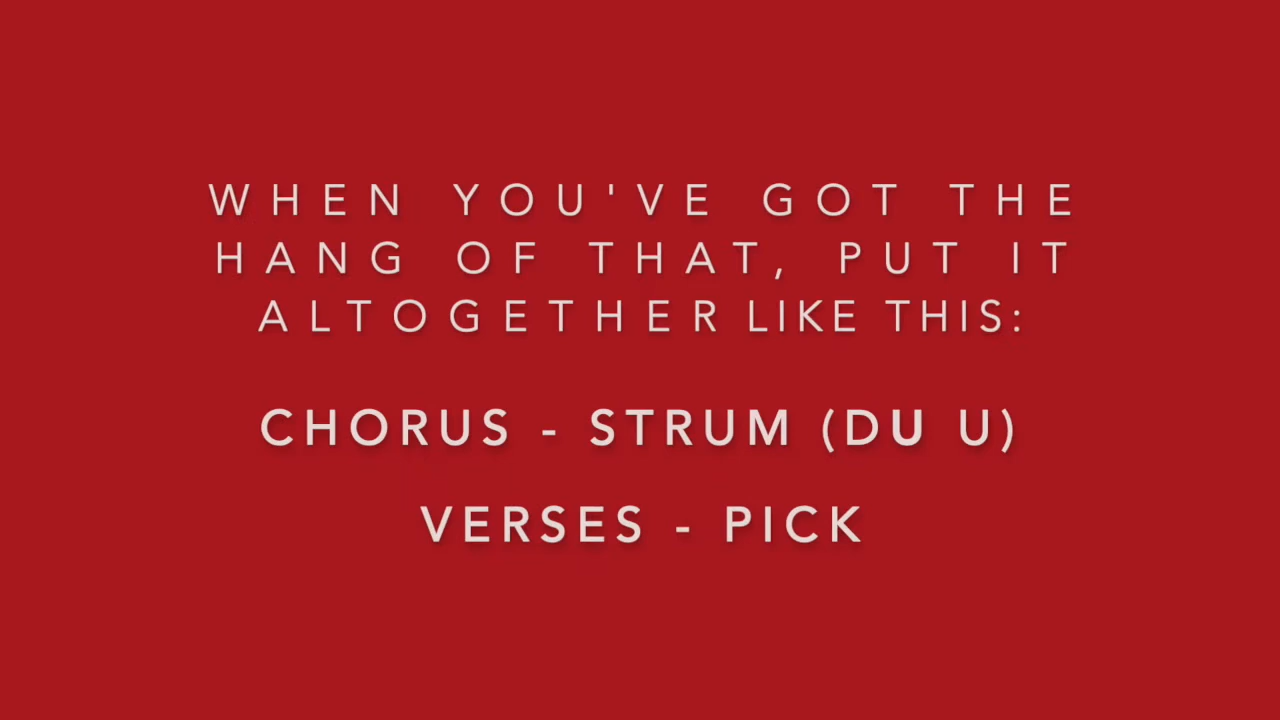 WHEN YOU'VE GOT THE
HANG OF THAT, PUT IT
ALTOGETHER LIKE THIS:
CHORUS - STRUM (DU U)
VERSES - PICK